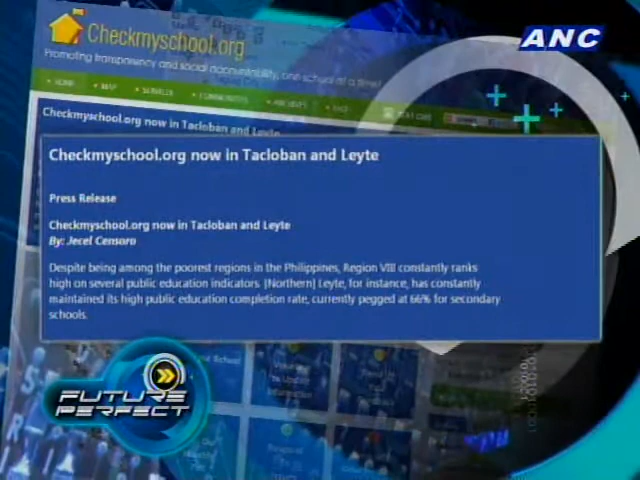 ANC
Checkmyschool.org
Promoting transparency and social accountability, one school at a time!
HOME MAP SERVICES COMMUNITIES
Checkmyschool.org now in Tacloban and Leyte
Checkmyschool.org now in Tacloban and Leyte
Press Release
Checkmyschool.org now in Tacloban and Leyte
By: Jecel Censoro
Despite being among the poorest regions in the Philippines, Region VIII constantly ranks
high on several public education indicators. [Northern] Leyte, for instance, has constantly
maintained its high public education completion rate, currently pegged at 66% for secondary
schools.
FUTURE
PERFECT